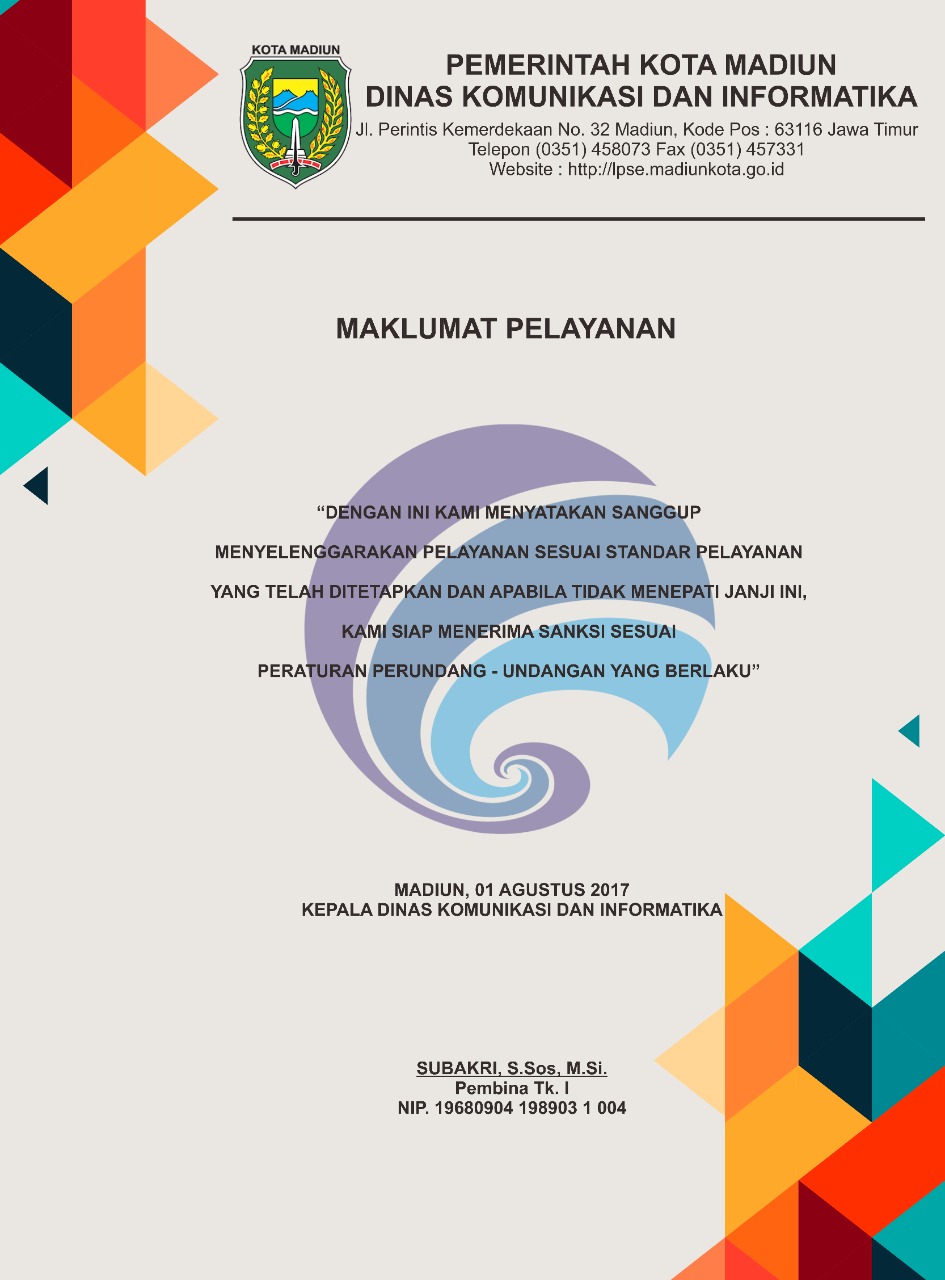 KOTA MADIUN
PEMERINTAH KOTA MADIUN
DINAS KOMUNIKASI DAN INFORMATIKA
Jl. Perintis Kemerdekaan No. 32 Madiun, Kode Pos : 63116 Jawa Timur
Telepon (0351) 458073 Fax (0351) 457331
Website : http://lpse.madiunkota.go.id
MAKLUMAT PELAYANAN
“DENGAN INI KAMI MENYATAKAN SANGGUP
MENYELENGGARAKAN PELAYANAN SESUAI STANDAR PELAYANAN
YANG TELAH DITETAPKAN DAN APABILA TIDAK MENEPATI JANJI INI,
KAMI SIAP MENERIMA SANKSI SESUAI
PERATURAN PERUNDANG - UNDANGAN YANG BERLAKU”
MADIUN, 01 AGUSTUS 2017
KEPALA DINAS KOMUNIKASI DAN INFORMATIKA
SUBAKRI, S.Sos, M.Si.
Pembina Tk. I
NIP. 19680904 198903 1 004